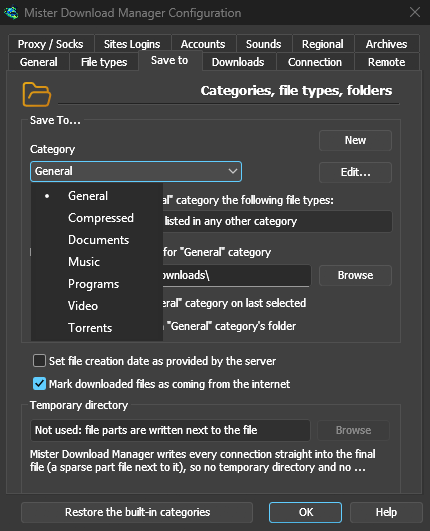 Mister Download Manager Configuration
Proxy / Socks Sites Logins Accounts Sounds Regional Archives
General File types Save to Downloads Connection Remote
Categories, file types, folders
Save To...
New
Category
General
Edit...
General
Compressed
Documents
Music
Programs
Video
Torrents
al" category the following file types:
listed in any other category
for "General" category
ownloads\
Browse
eral" category on last selected
"General" category's folder
Set file creation date as provided by the server
Mark downloaded files as coming from the internet
Temporary directory
Not used: file parts are written next to the file
Browse
Mister Download Manager writes every connection straight into the final
file (a sparse part file next to it), so no temporary directory and no ...
Restore the built-in categories OK Help